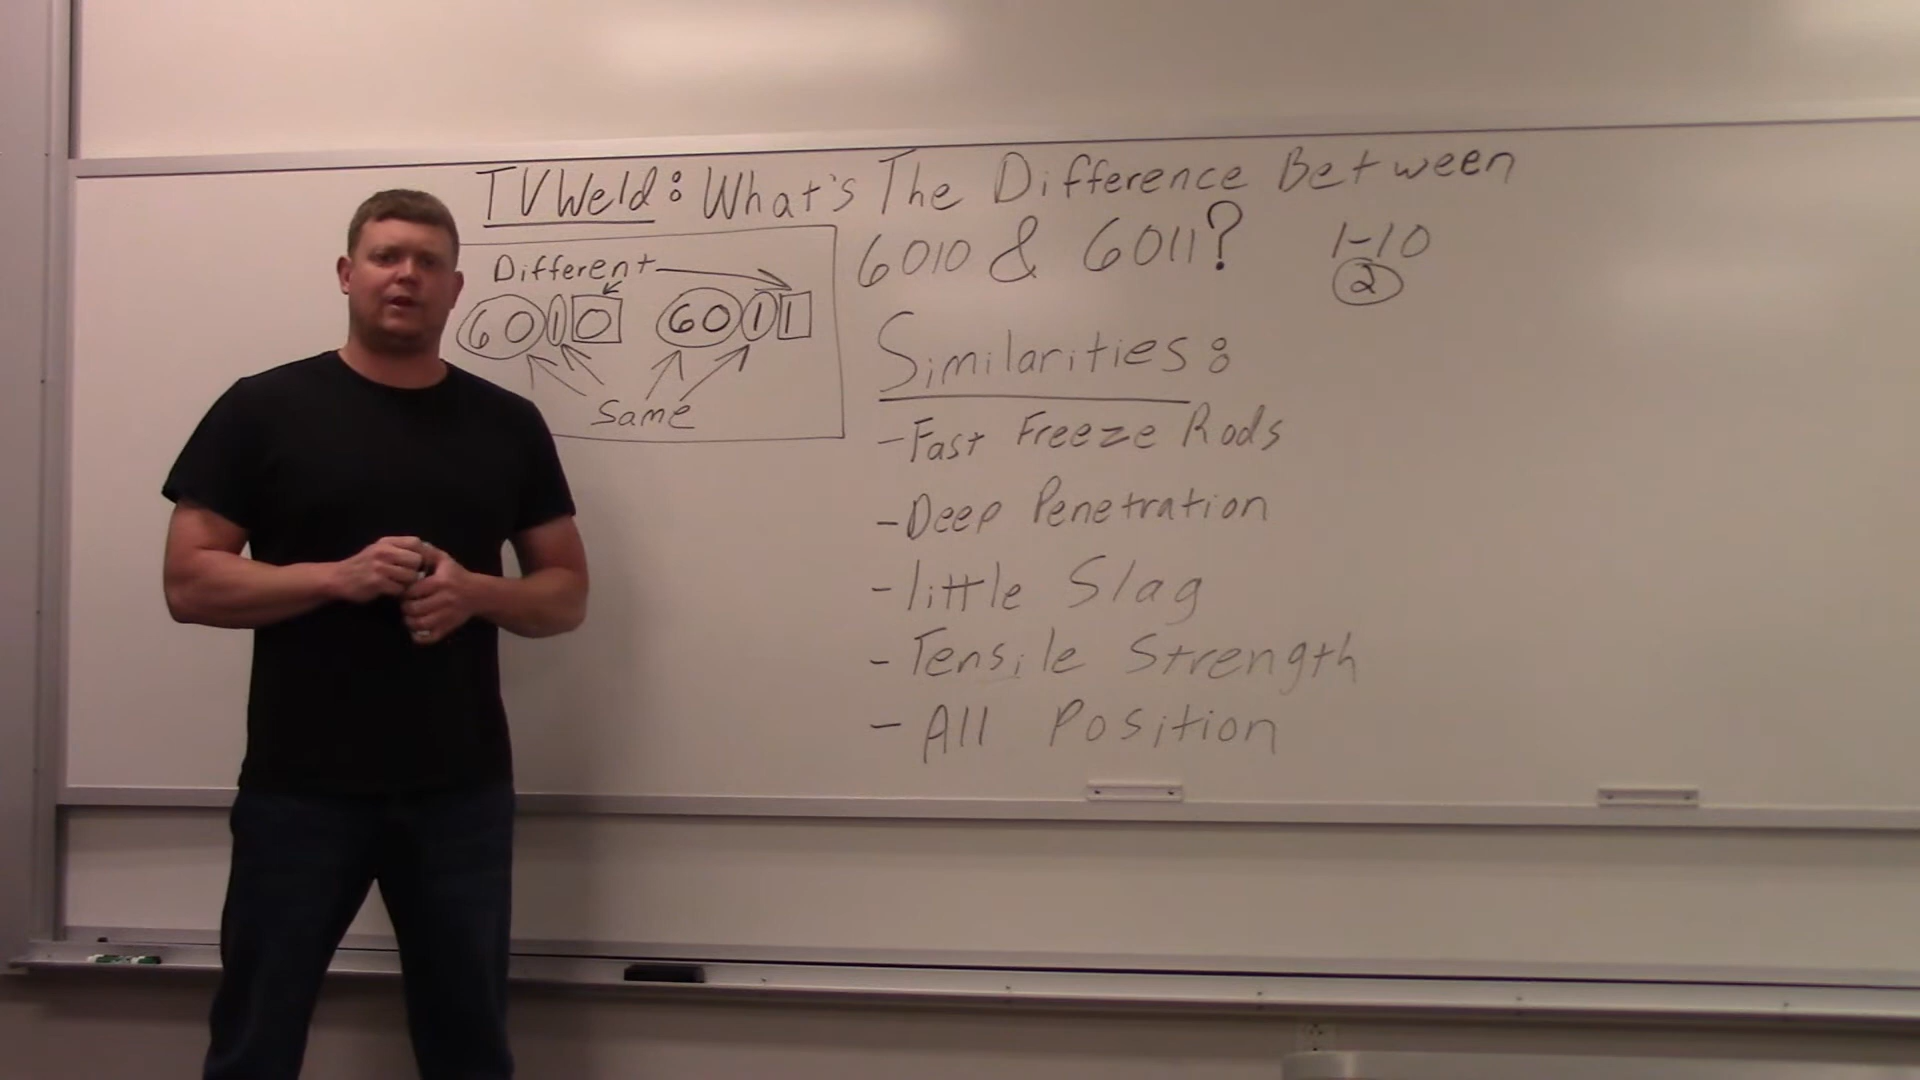 TVWeld: What's The Difference Between
6010 & 6011?
1-10
2
Different
6010 6011
Same
Similarities:
-Fast Freeze Rods
-Deep Penetration
-little Slag
-Tensile Strength
-All Position